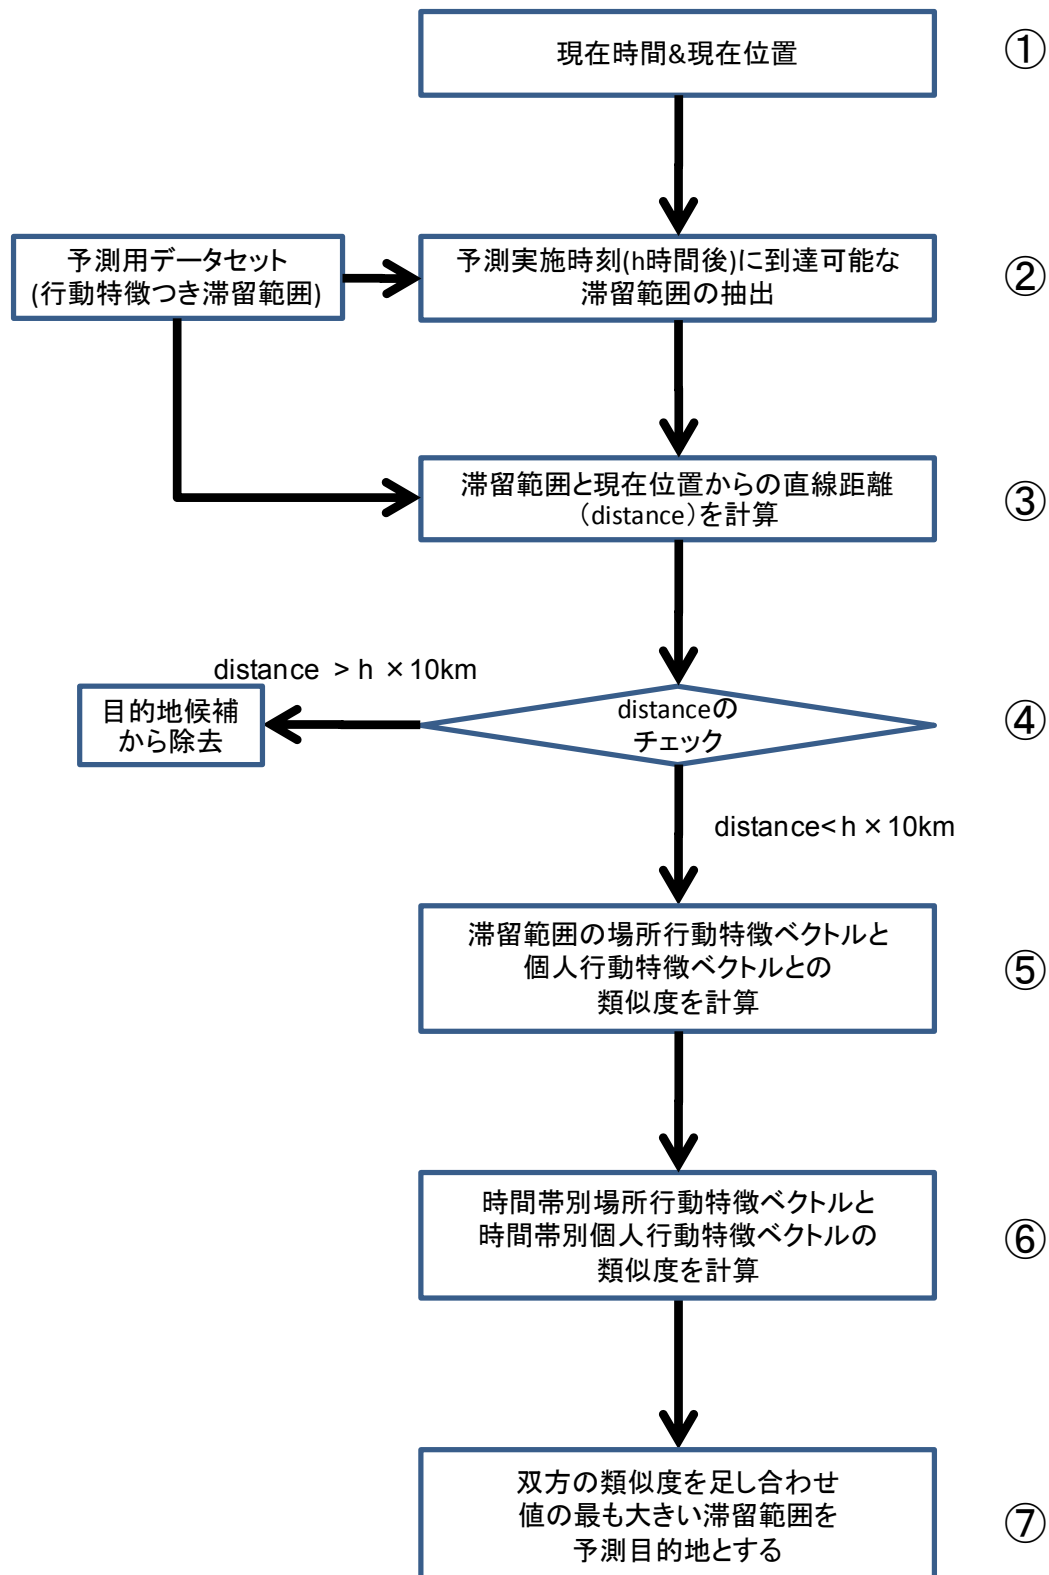 現在時間&現在位置
①
予測用データセット
(行動特徴つき滞留範囲)
予測実施時刻(h時間後)に到達可能な
滞留範囲の抽出
②
滞留範囲と現在位置からの直線距離
（distance）を計算
③
distance > h ×10km
目的地候補
から除去
distanceの
チェック
④
distance< h ×10km
滞留範囲の場所行動特徴ベクトルと
個人行動特徴ベクトルとの
類似度を計算
⑤
時間帯別場所行動特徴ベクトルと
時間帯別個人行動特徴ベクトルの
類似度を計算
⑥
双方の類似度を足し合わせ
値の最も大きい滞留範囲を
予測目的地とする
⑦